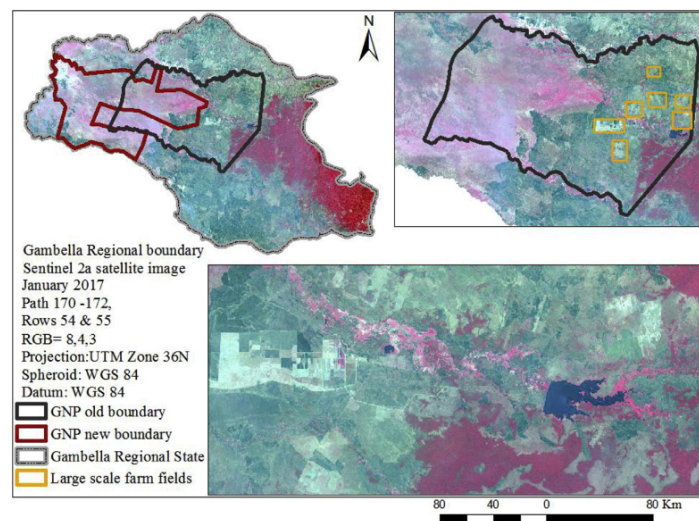 N
Gambella Regional boundary
Sentinel 2a satellite image
January 2017
Path 170 -172,
Rows 54 & 55
RGB= 8,4,3
Projection:UTM Zone 36N
Spheroid: WGS 84
Datum: WGS 84
GNP old boundary
GNP new boundary
Gambella Regional State
Large scale farm fields
80 40 0 80 Km